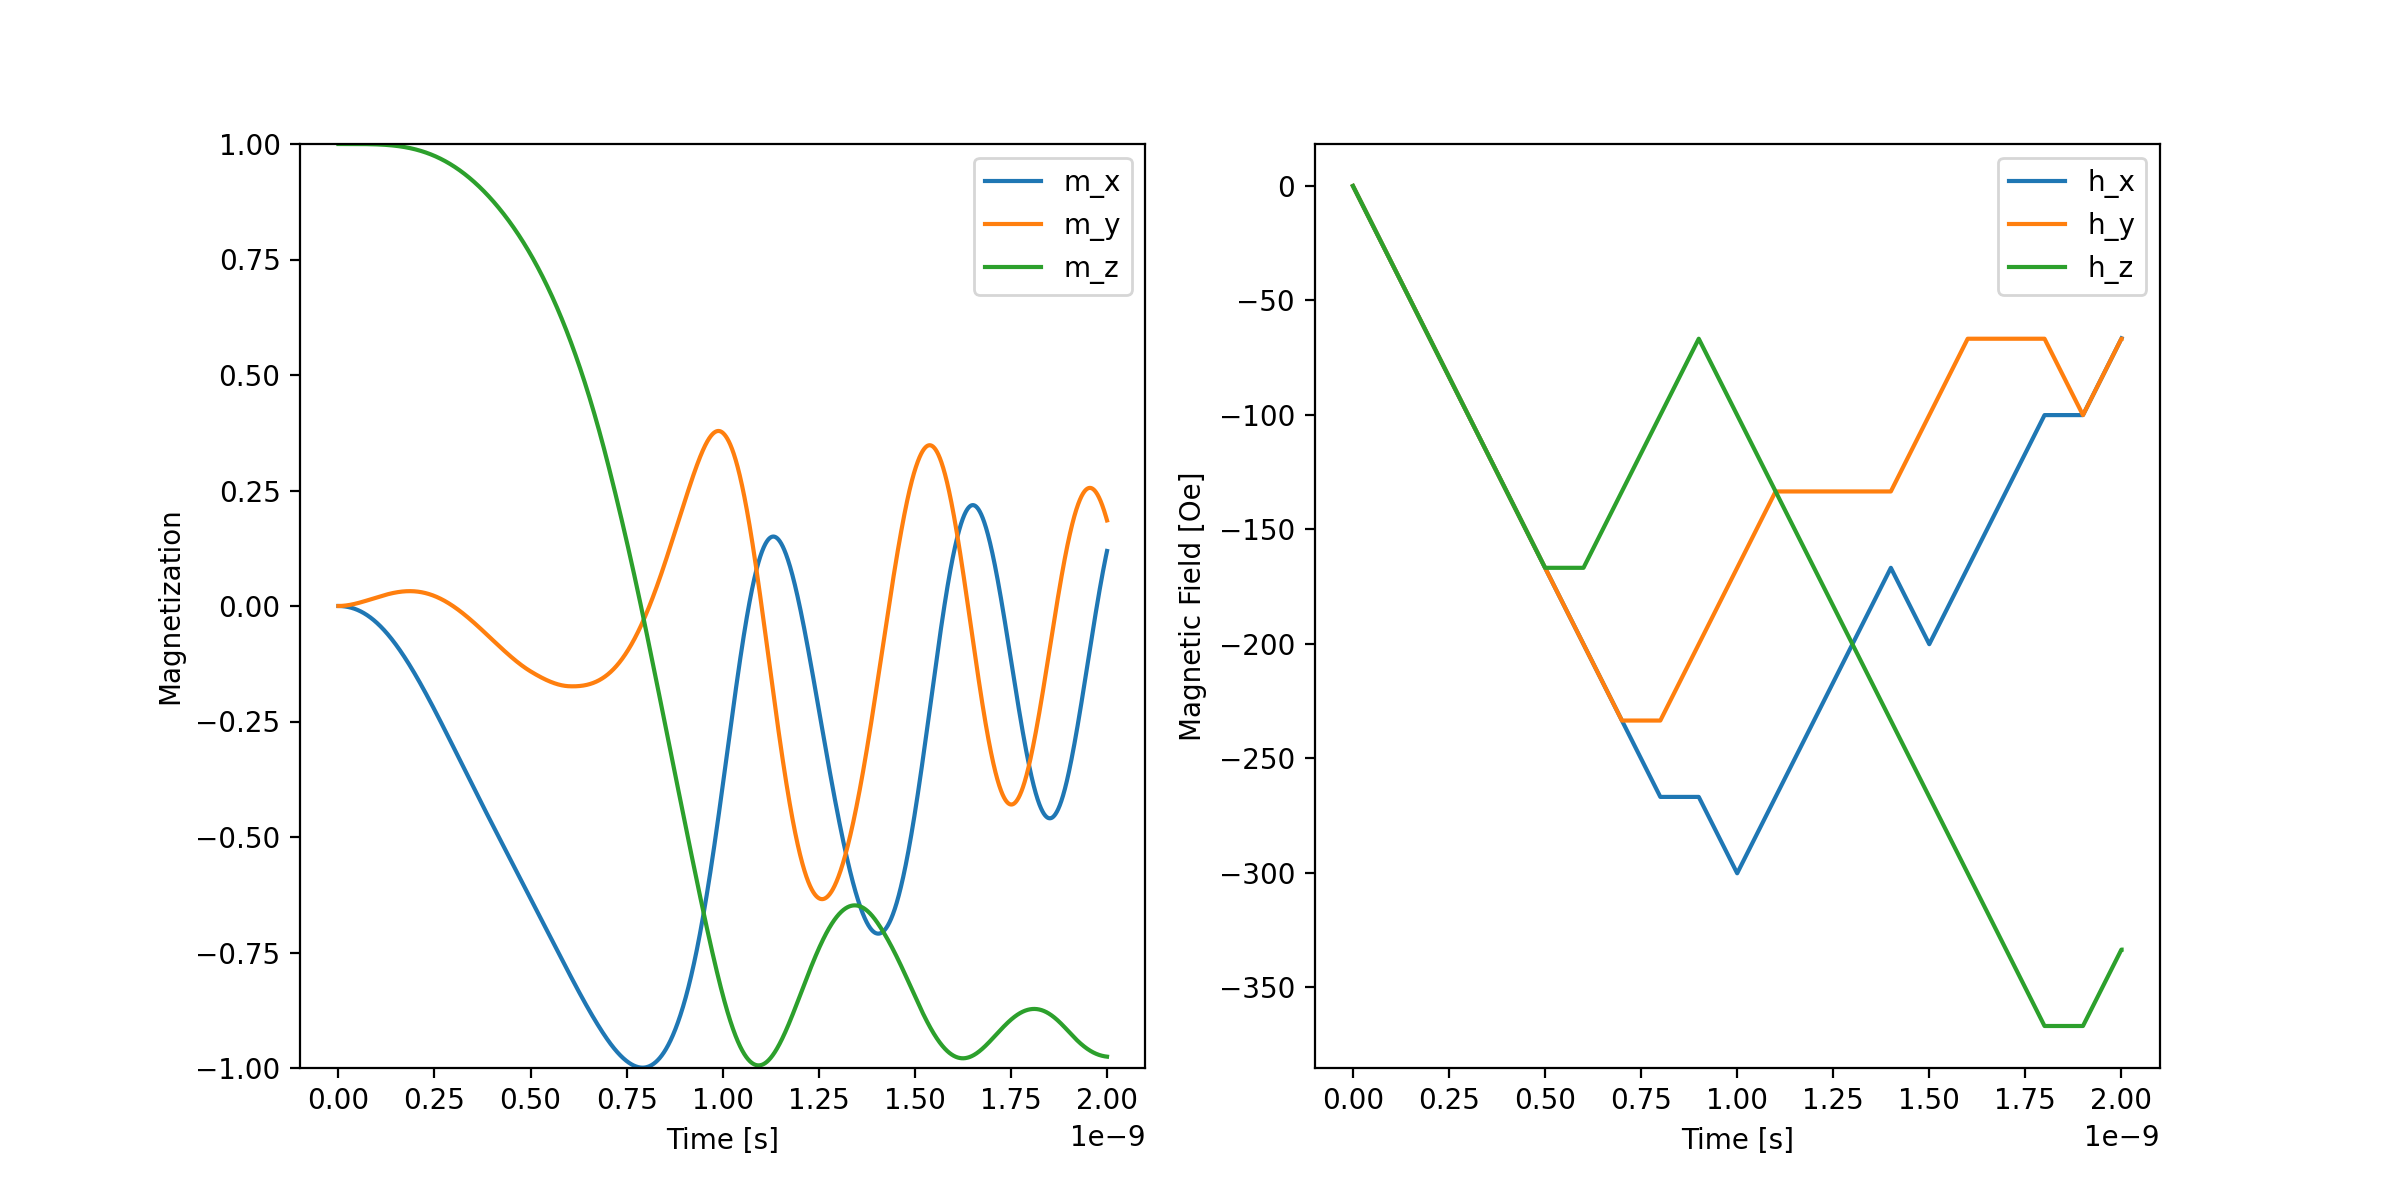 1.00
0.75
0.50
0.25
0.00
−0.25
−0.50
−0.75
−1.00
Magnetization
0.00 0.25 0.50 0.75 1.00 1.25 1.50 1.75 2.00
Time [s]
1e−9
m_x
m_y
m_z
0
−50
−100
−150
−200
−250
−300
−350
Magnetic Field [Oe]
0.00 0.25 0.50 0.75 1.00 1.25 1.50 1.75 2.00
Time [s]
1e−9
h_x
h_y
h_z